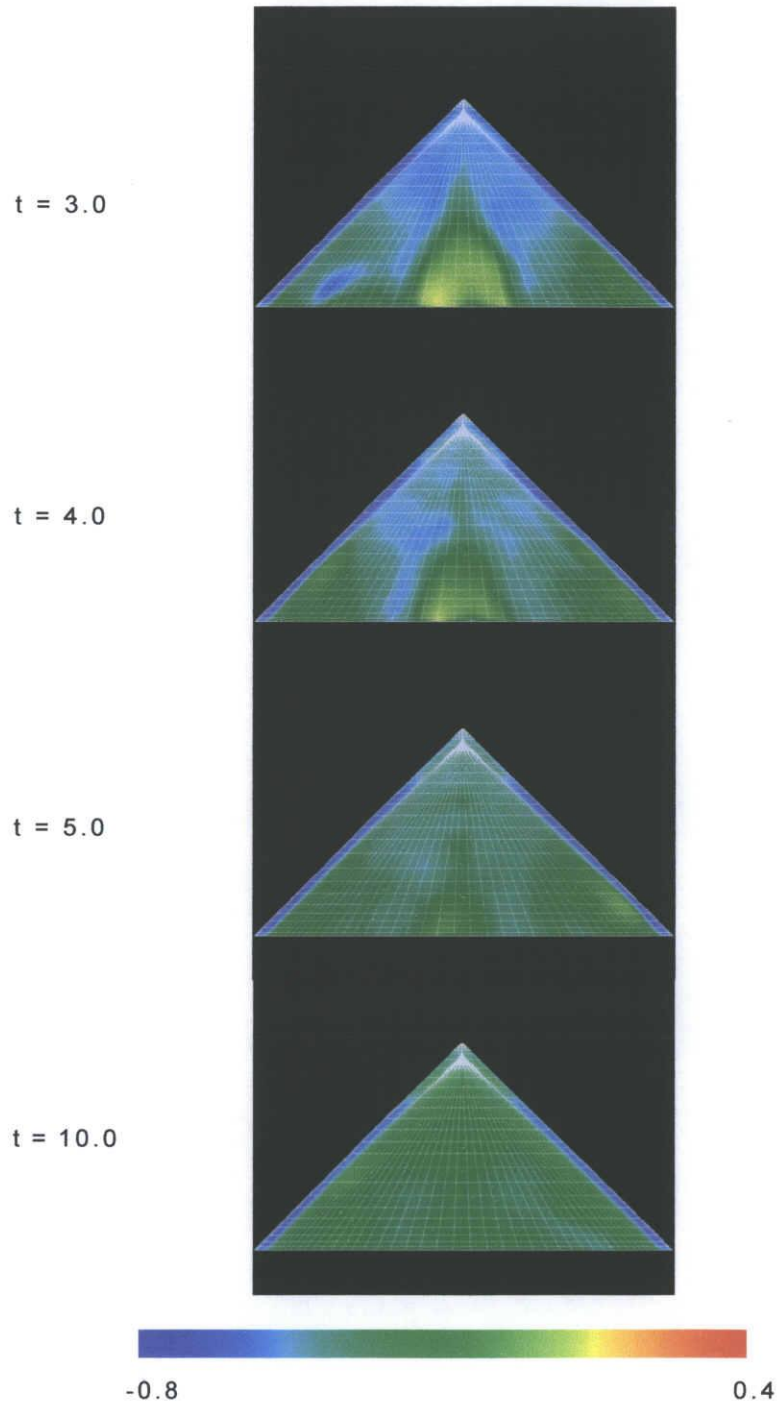 t = 3.0
t = 4.0
t = 5.0
t = 10.0
-0.8 0.4